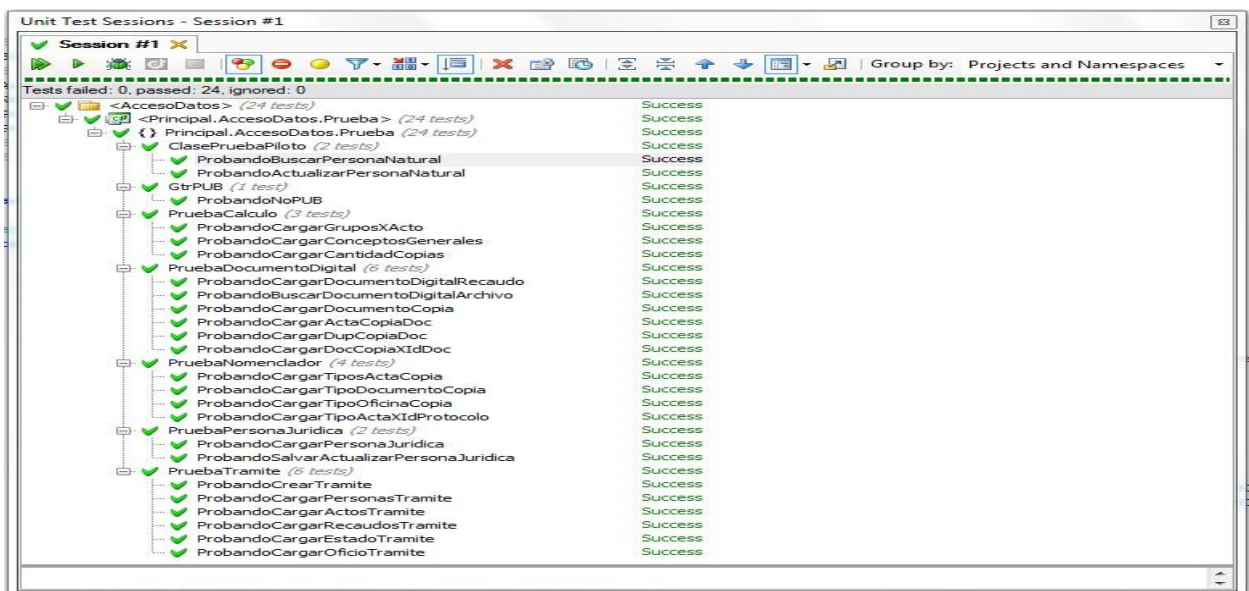 Unit Test Sessions - Session #1
Session #1
Group by: Projects and Namespaces
Tests failed: 0, passed: 24, ignored: 0
<AccesoDatos> (24 tests) Success
<Principal.AccesoDatos.Prueba> (24 tests) Success
{} Principal.AccesoDatos.Prueba (24 tests) Success
ClasePruebaPiloto (2 tests) Success
ProbandoBuscarPersonaNatural Success
ProbandoActualizarPersonaNatural Success
GtrPUB (1 test) Success
ProbandoNoPUB Success
PruebaCalculo (3 tests) Success
ProbandoCargarGruposXActo Success
ProbandoCargarConceptosGenerales Success
ProbandoCargarCantidadCopias Success
PruebaDocumentoDigital (6 tests) Success
ProbandoCargarDocumentoDigitalRecaudo Success
ProbandoBuscarDocumentoDigitalArchivo Success
ProbandoCargarDocumentoCopia Success
ProbandoCargarActaCopiaDoc Success
ProbandoCargarDupCopiaDoc Success
ProbandoCargarDocCopiaXIdDoc Success
PruebaNomenclador (4 tests) Success
ProbandoCargarTiposActaCopia Success
ProbandoCargarTipoDocumentoCopia Success
ProbandoCargarTipoOficinaCopia Success
ProbandoCargarTipoActaXIdProtocolo Success
PruebaPersonaJuridica (2 tests) Success
ProbandoCargarPersonaJuridica Success
ProbandoSalvarActualizarPersonaJuridica Success
PruebaTramite (6 tests) Success
ProbandoCrearTramite Success
ProbandoCargarPersonasTramite Success
ProbandoCargarActosTramite Success
ProbandoCargarRecaudosTramite Success
ProbandoCargarEstadoTramite Success
ProbandoCargarOficioTramite Success